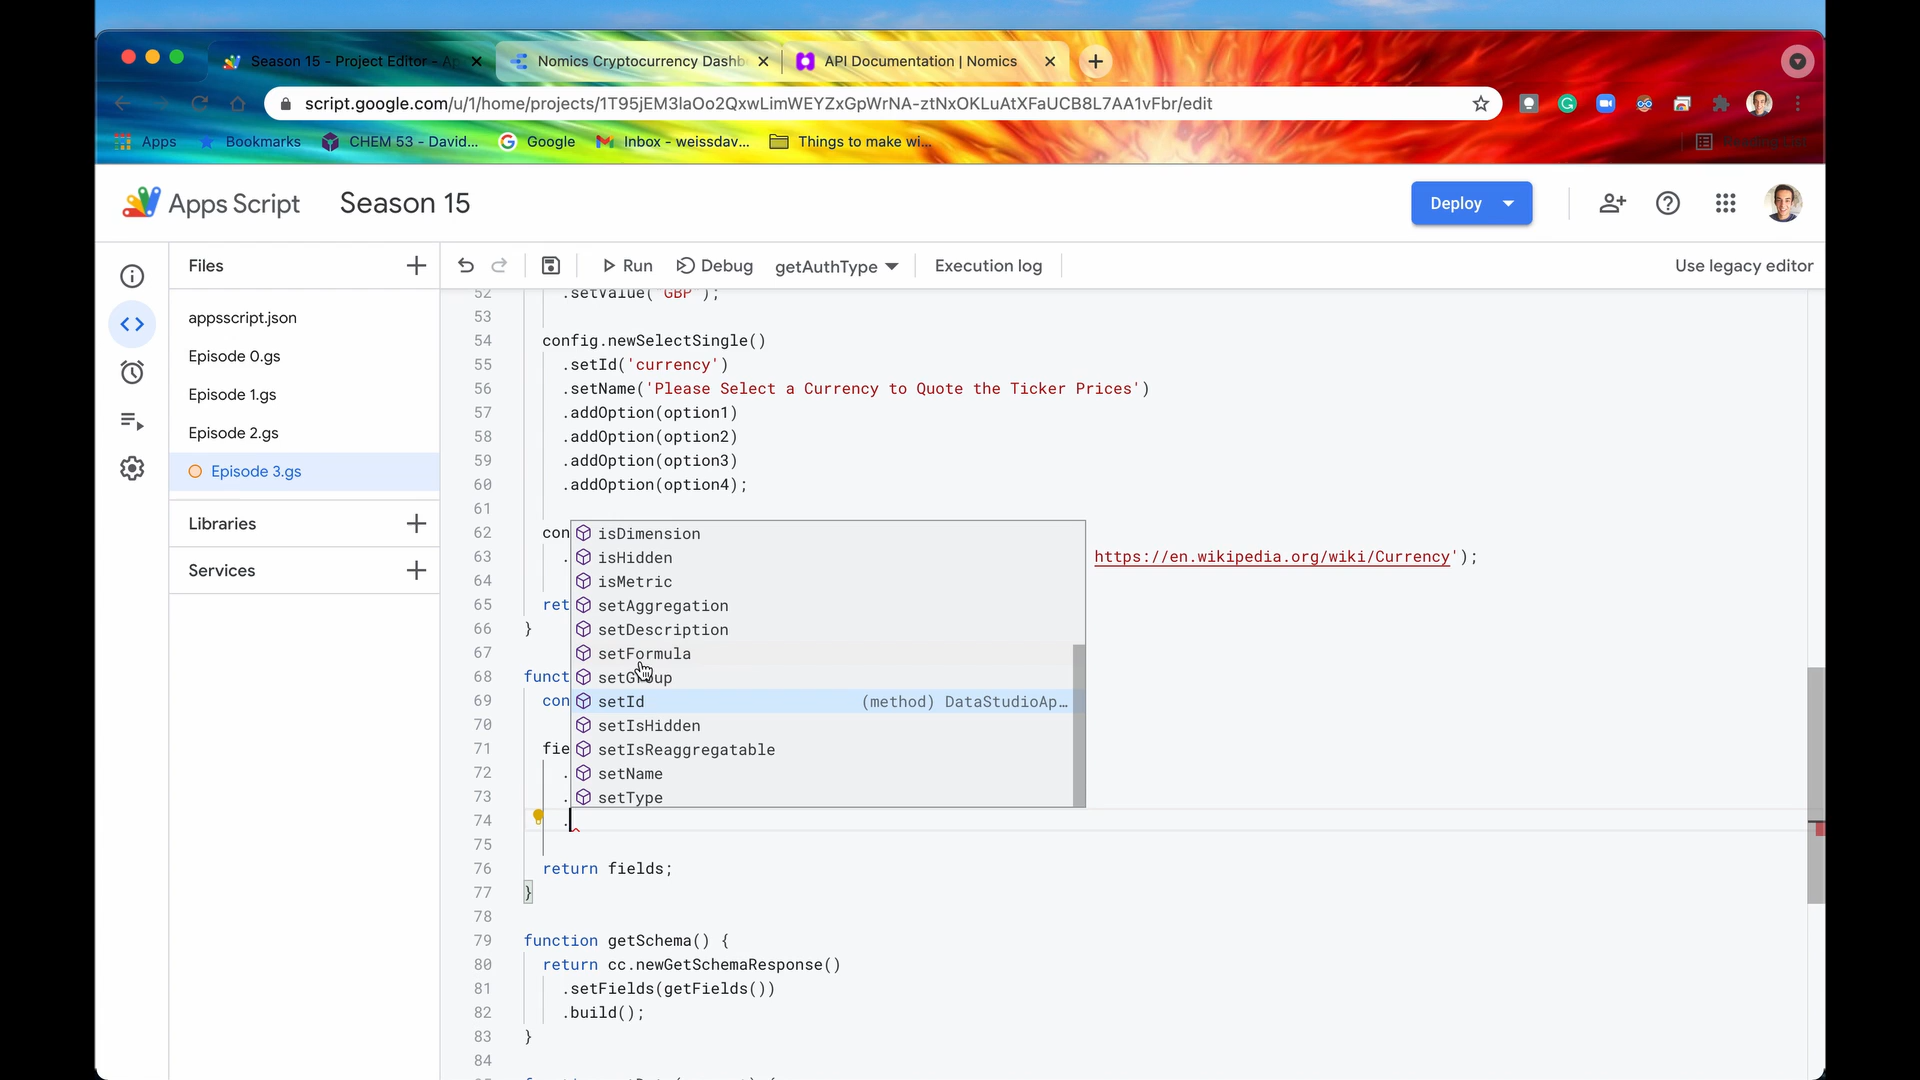 Season 15 - Project Editor - Ap
Nomics Cryptocurrency Dashb
API Documentation | Nomics
script.google.com/u/1/home/projects/1T95jEM3laOo2QxwLimWEYZxGpWrNA-ztNxOKLuAtXFaUCB8L7AA1vFbr/edit
Apps
Bookmarks
CHEM 53 - David...
Google
Inbox - weissdav...
Things to make wi...
Reading List
Apps Script
Season 15
Deploy
Files
Run
Debug
getAuthType
Execution log
Use legacy editor
appsscript.json
Episode 0.gs
Episode 1.gs
Episode 2.gs
Episode 3.gs
Libraries
Services
52 .setValue('GBP');
53
54 config.newSelectSingle()
55 .setId('currency')
56 .setName('Please Select a Currency to Quote the Ticker Prices')
57 .addOption(option1)
58 .addOption(option2)
59 .addOption(option3)
60 .addOption(option4);
61
62 con
63 . https://en.wikipedia.org/wiki/Currency');
64
65 ret
66 }
67
68 funct
69 con
70
71 fie
72 .
73 .
74 .
75
76 return fields;
77 }
78
79 function getSchema() {
80 return cc.newGetSchemaResponse()
81 .setFields(getFields())
82 .build();
83 }
84
isDimension
isHidden
isMetric
setAggregation
setDescription
setFormula
setGroup
setId (method) DataStudioAp…
setIsHidden
setIsReaggregatable
setName
setType